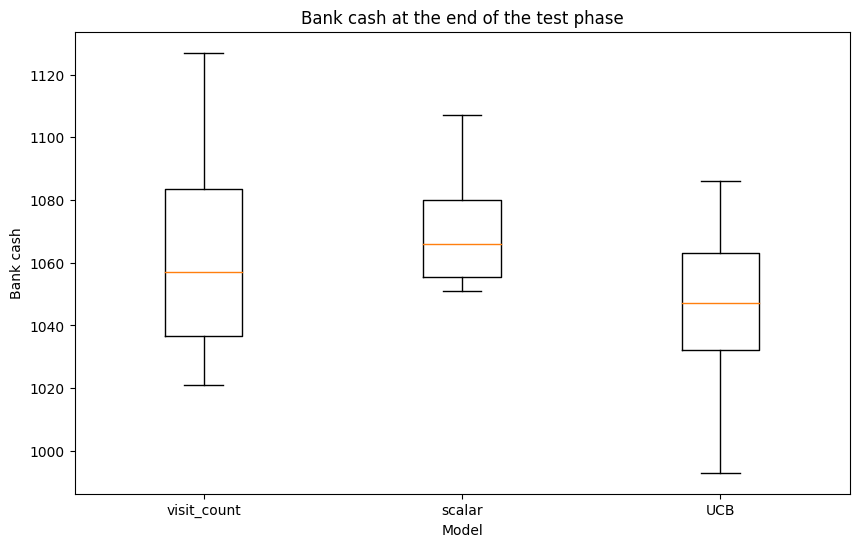 Bank cash at the end of the test phase
Bank cash
1120
1100
1080
1060
1040
1020
1000
visit_count
scalar
UCB
Model